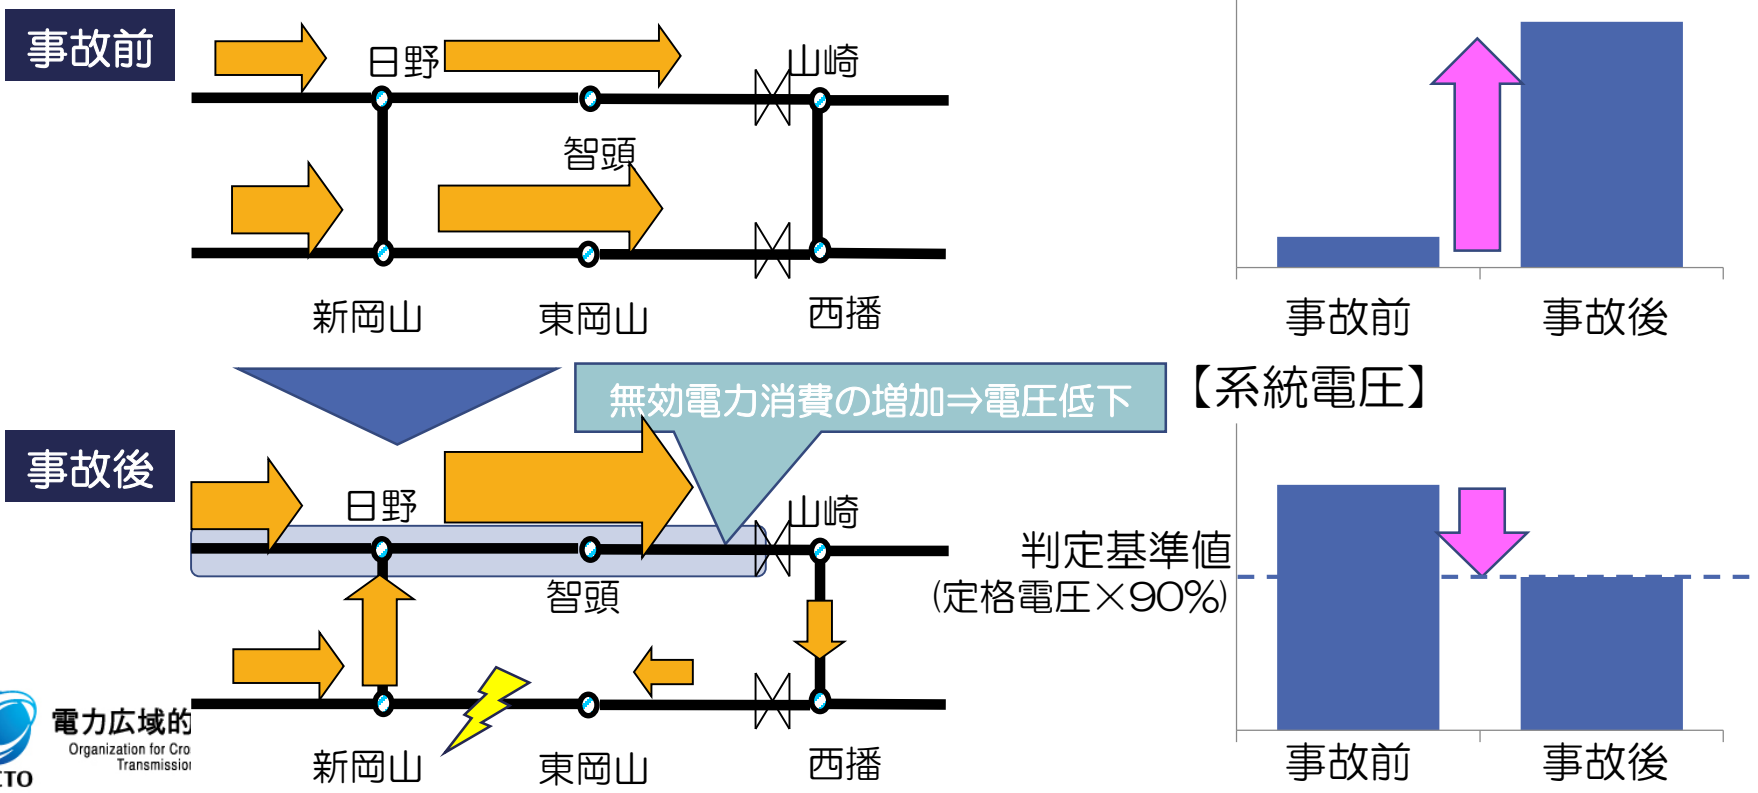 事故前
日野
山崎
智頭
新岡山
東岡山
西播
事故前
事故後
無効電力消費の増加⇒電圧低下
【系統電圧】
事故後
日野
山崎
智頭
判定基準値
(定格電圧×90%)
新岡山
東岡山
西播
事故前
事故後
電力広域的
Organization for Cro
Transmission
CTO